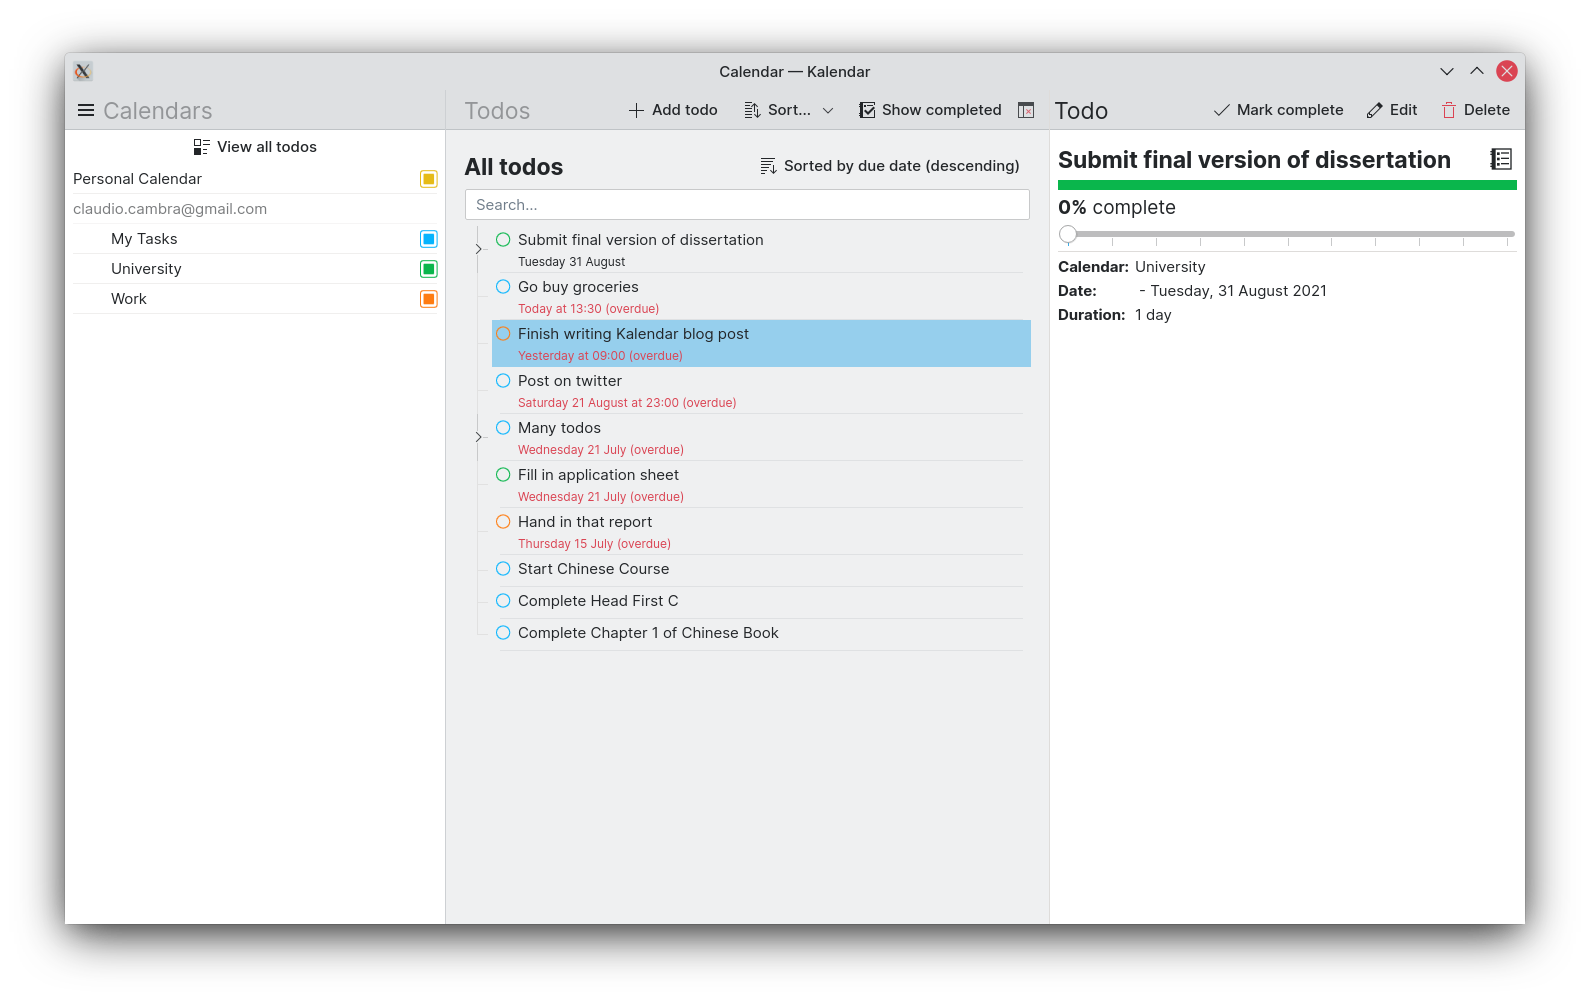 Calendar — Kalendar
Calendars
Todos
Add todo
Sort...
Show completed
Todo
Mark complete
Edit
Delete
View all todos
Personal Calendar
claudio.cambra@gmail.com
My Tasks
University
Work
All todos
Sorted by due date (descending)
Search...
Submit final version of dissertation
Tuesday 31 August
Go buy groceries
Today at 13:30 (overdue)
Finish writing Kalendar blog post
Yesterday at 09:00 (overdue)
Post on twitter
Saturday 21 August at 23:00 (overdue)
Many todos
Wednesday 21 July (overdue)
Fill in application sheet
Wednesday 21 July (overdue)
Hand in that report
Thursday 15 July (overdue)
Start Chinese Course
Complete Head First C
Complete Chapter 1 of Chinese Book
Submit final version of dissertation
0% complete
Calendar: University
Date: - Tuesday, 31 August 2021
Duration: 1 day